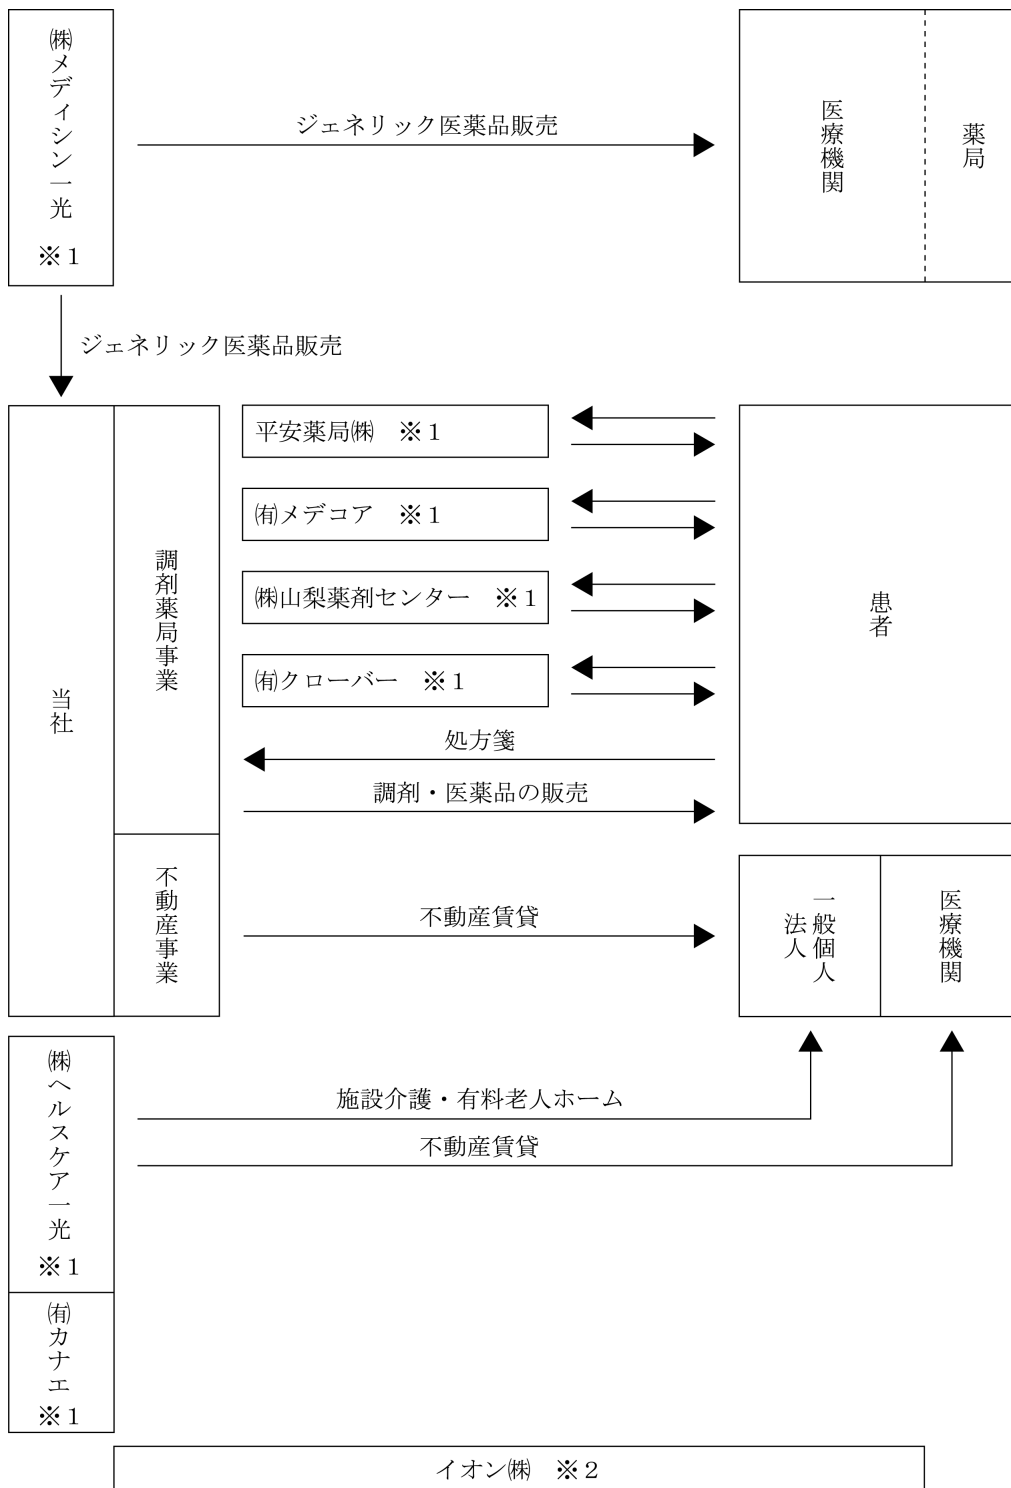 ㈱メディシン一光
※1
ジェネリック医薬品販売
医療機関
薬局
ジェネリック医薬品販売
当社
調剤薬局事業
平安薬局㈱　※1
㈲メデコア　※1
㈱山梨薬剤センター　※1
㈲クローバー　※1
患者
処方箋
調剤・医薬品の販売
不動産事業
不動産賃貸
一般個人
法人
医療機関
㈱ヘルスケア一光
※1
施設介護・有料老人ホーム
不動産賃貸
㈲カナエ
※1
イオン㈱　※2